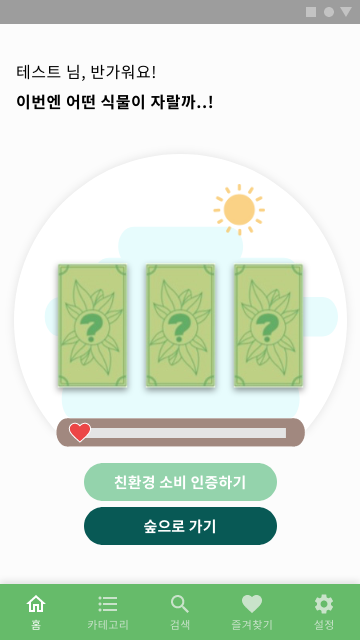 테스트 님, 반가워요!
이번엔 어떤 식물이 자랄까..!
? ? ?
친환경 소비 인증하기
숲으로 가기
홈 카테고리 검색 즐겨찾기 설정